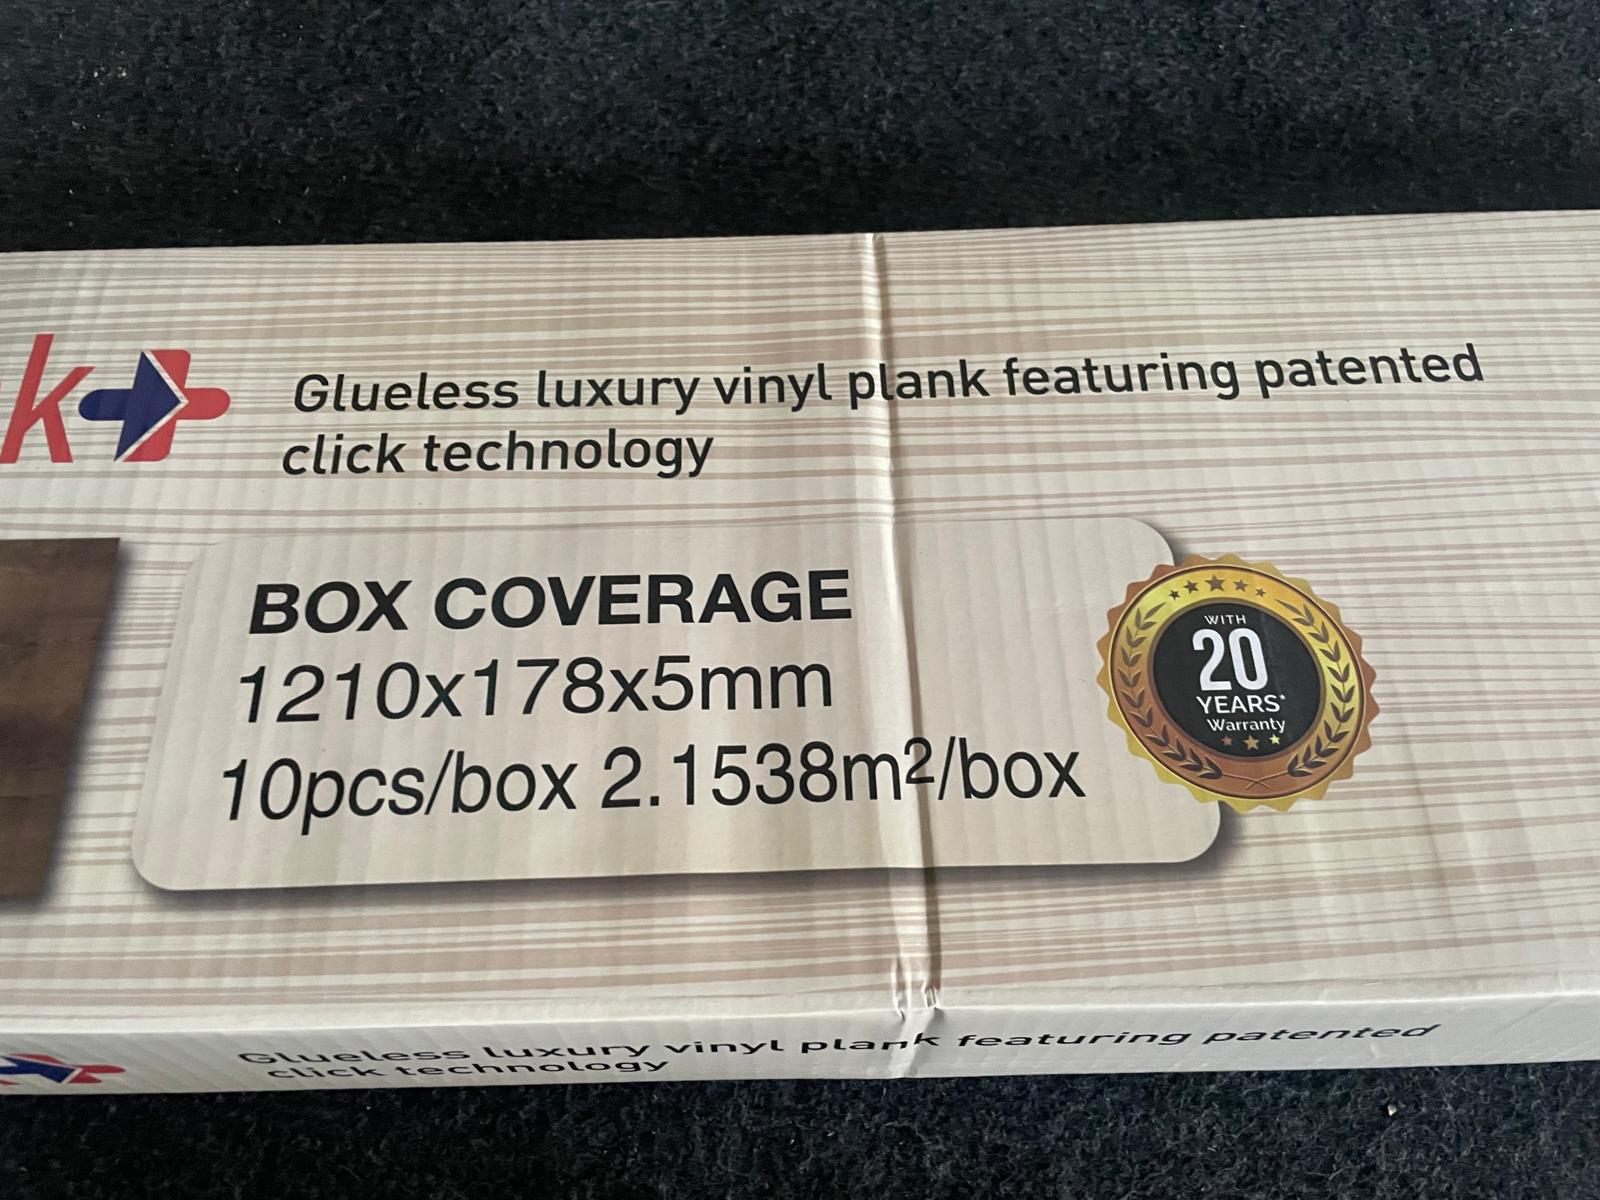 k
Glueless luxury vinyl plank featuring patented
click technology
BOX COVERAGE
1210x178x5mm
10pcs/box 2.1538m²/box
WITH
20
YEARS*
Warranty
Glueless luxury vinyl plank featuring patented
click technology